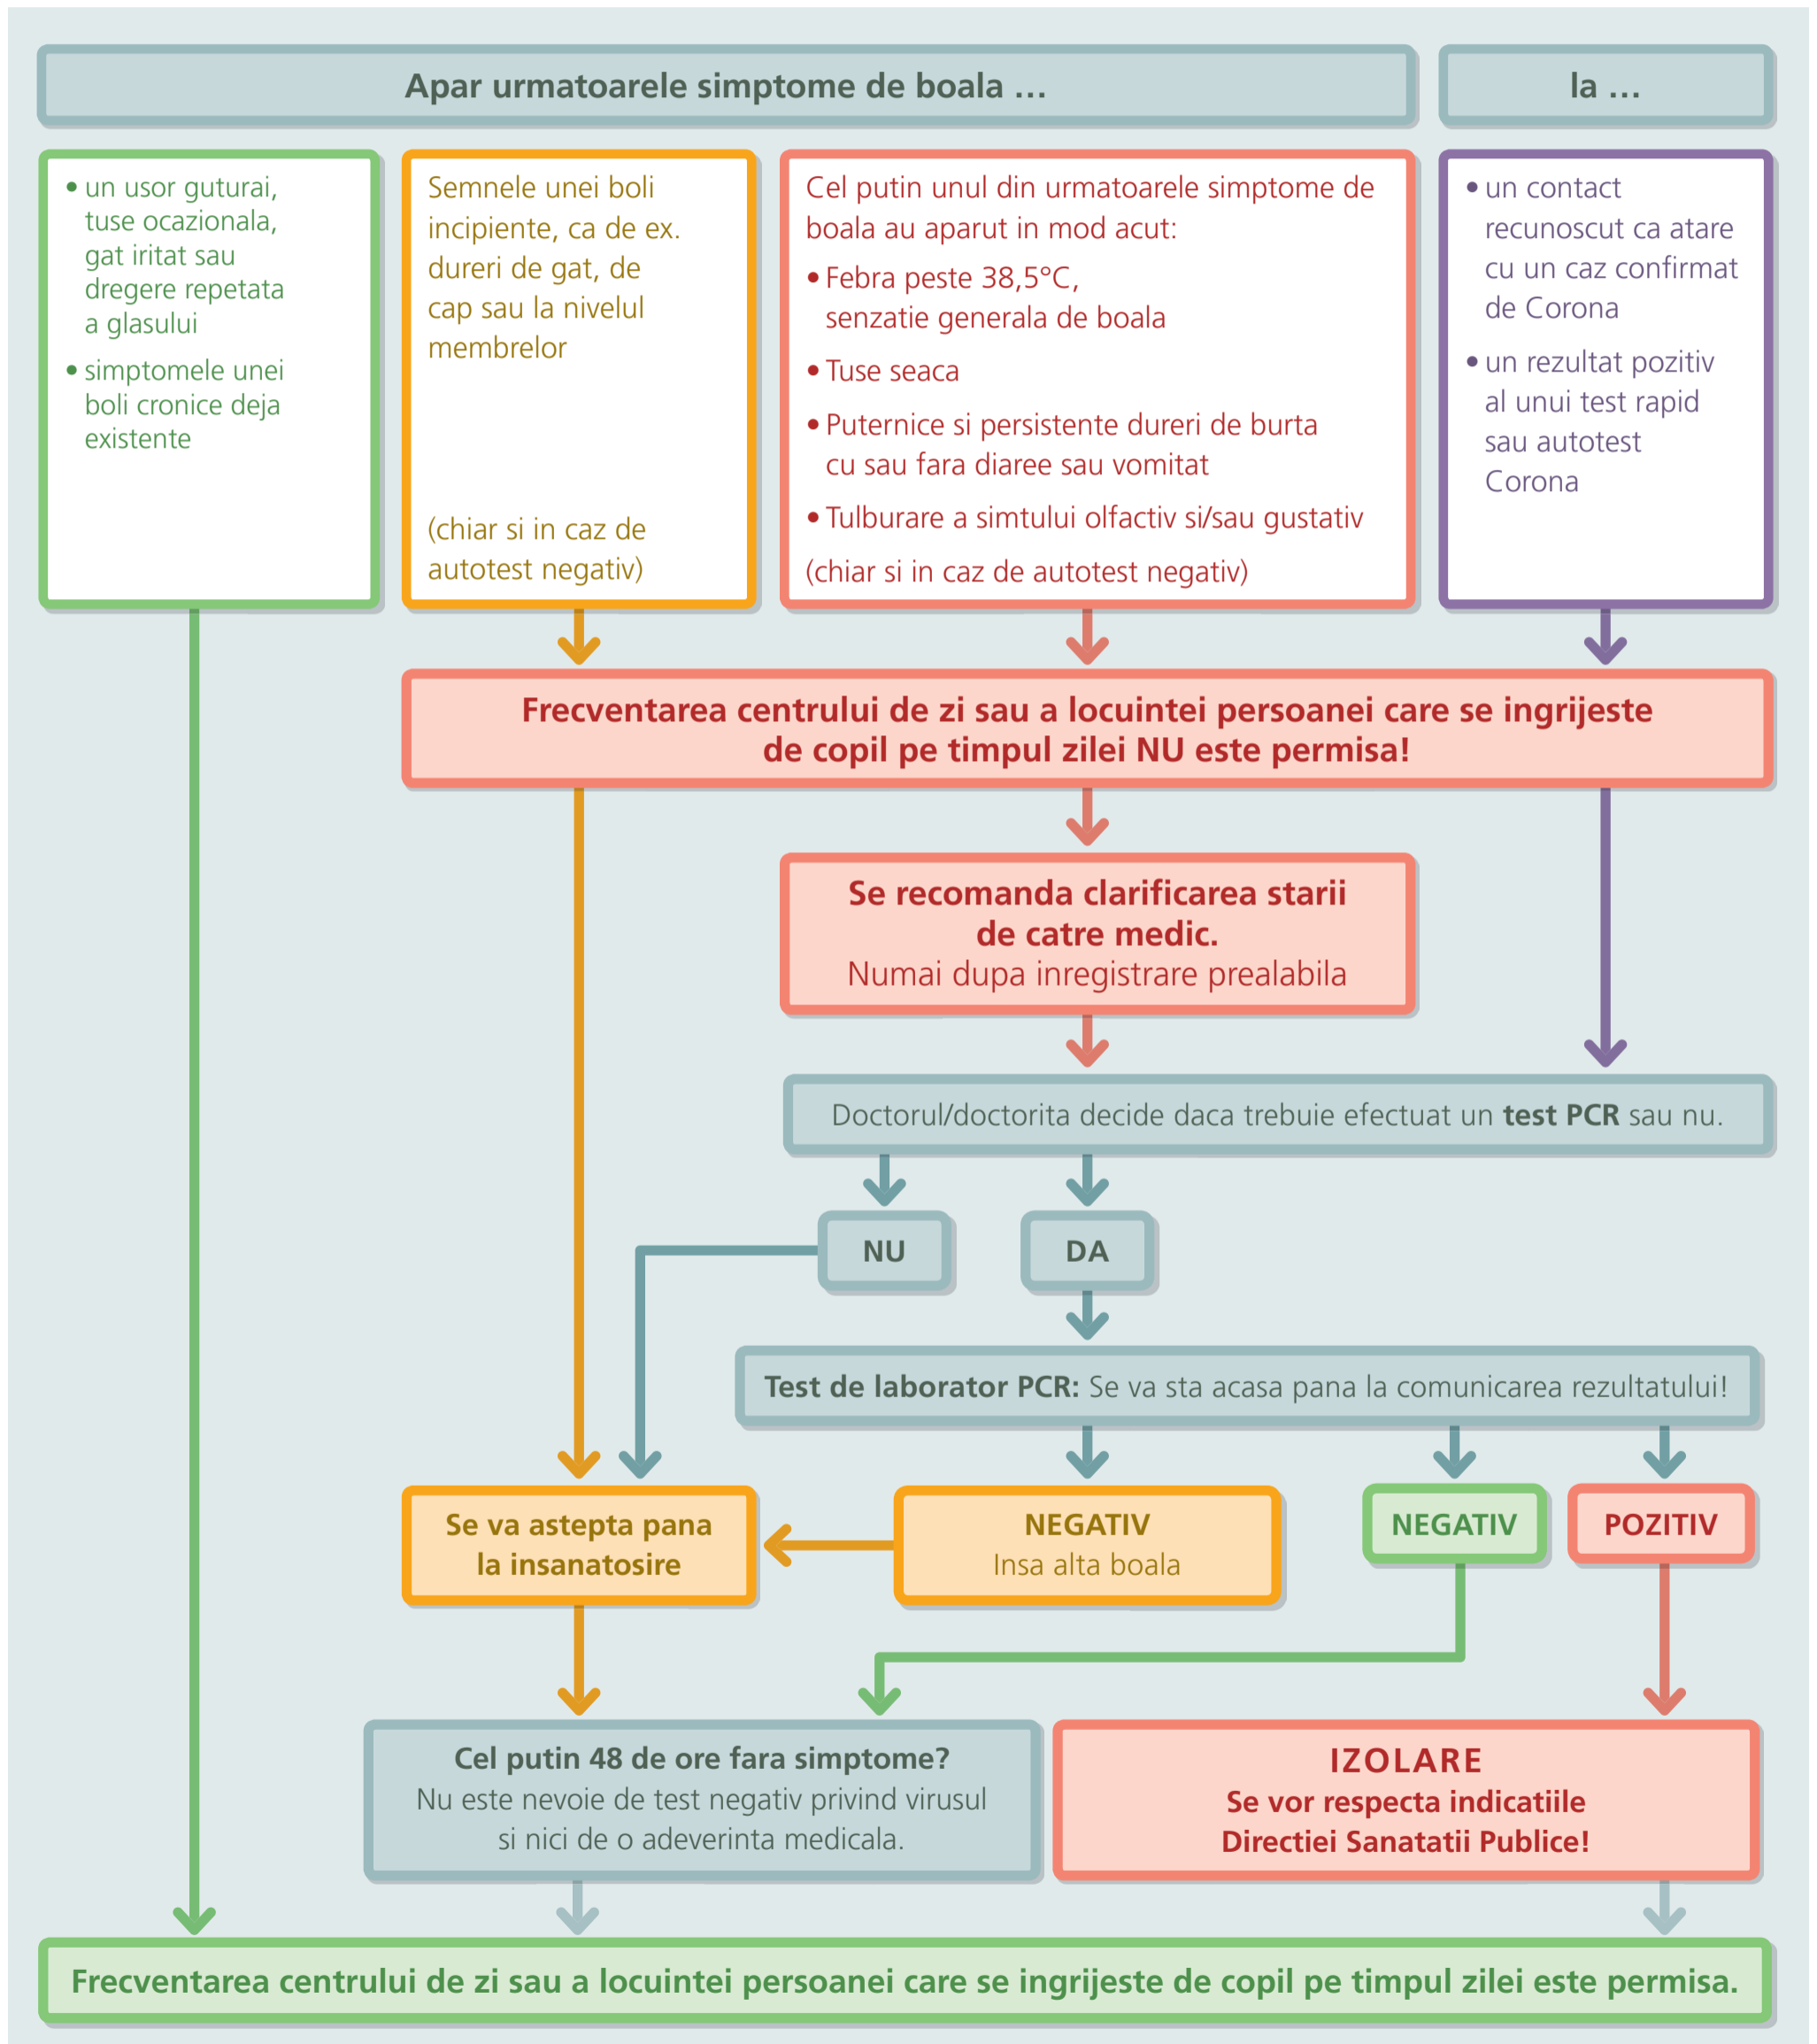 Apar urmatoarele simptome de boala …
la …
• un usor guturai,
tuse ocazionala,
gat iritat sau
dregere repetata
a glasului
• simptomele unei
boli cronice deja
existente
Semnele unei boli
incipiente, ca de ex.
dureri de gat, de
cap sau la nivelul
membrelor
(chiar si in caz de
autotest negativ)
Cel putin unul din urmatoarele simptome de
boala au aparut in mod acut:
• Febra peste 38,5°C,
senzatie generala de boala
• Tuse seaca
• Puternice si persistente dureri de burta
cu sau fara diaree sau vomitat
• Tulburare a simtului olfactiv si/sau gustativ
(chiar si in caz de autotest negativ)
• un contact
recunoscut ca atare
cu un caz confirmat
de Corona
• un rezultat pozitiv
al unui test rapid
sau autotest
Corona
Frecventarea centrului de zi sau a locuintei persoanei care se ingrijeste
de copil pe timpul zilei NU este permisa!
Se recomanda clarificarea starii
de catre medic.
Numai dupa inregistrare prealabila
Doctorul/doctorita decide daca trebuie efectuat un test PCR sau nu.
NU
DA
Test de laborator PCR: Se va sta acasa pana la comunicarea rezultatului!
Se va astepta pana
la insanatosire
NEGATIV
Insa alta boala
NEGATIV
POZITIV
Cel putin 48 de ore fara simptome?
Nu este nevoie de test negativ privind virusul
si nici de o adeverinta medicala.
IZOLARE
Se vor respecta indicatiile
Directiei Sanatatii Publice!
Frecventarea centrului de zi sau a locuintei persoanei care se ingrijeste de copil pe timpul zilei este permisa.